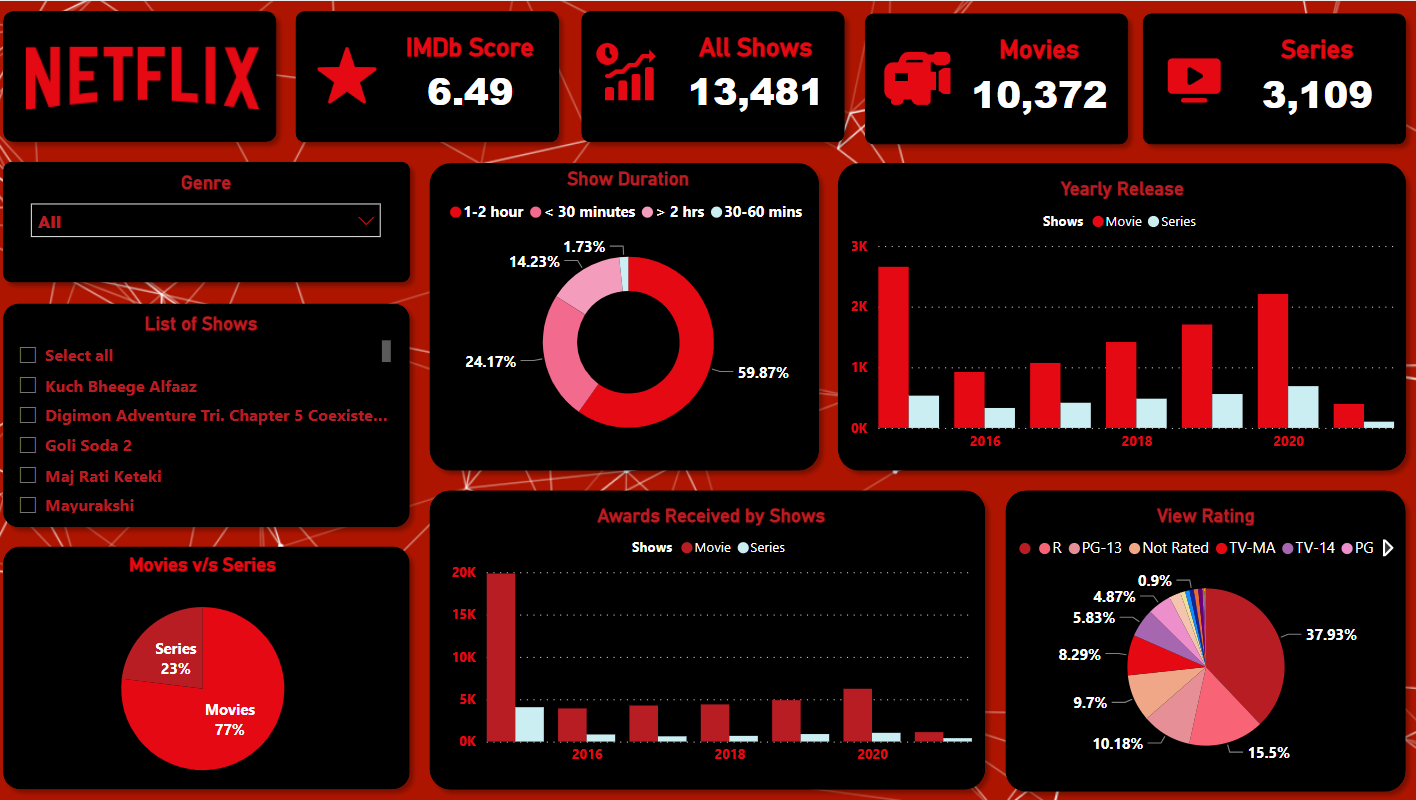 NETFLIX
IMDb Score
6.49
All Shows
13,481
Movies
10,372
Series
3,109
Genre
All
List of Shows
Select all
Kuch Bheege Alfaaz
Digimon Adventure Tri. Chapter 5 Coexiste...
Goli Soda 2
Maj Rati Keteki
Mayurakshi
Movies v/s Series
Series
23%
Movies
77%
Show Duration
1-2 hour < 30 minutes > 2 hrs 30-60 mins
1.73%
14.23%
24.17%
59.87%
Yearly Release
Shows Movie Series
3K
2K
1K
0K
2016 2018 2020
Awards Received by Shows
Shows Movie Series
20K
15K
10K
5K
0K
2016 2018 2020
View Rating
R PG-13 Not Rated TV-MA TV-14 PG
0.9%
4.87%
5.83%
8.29%
9.7%
10.18%
15.5%
37.93%